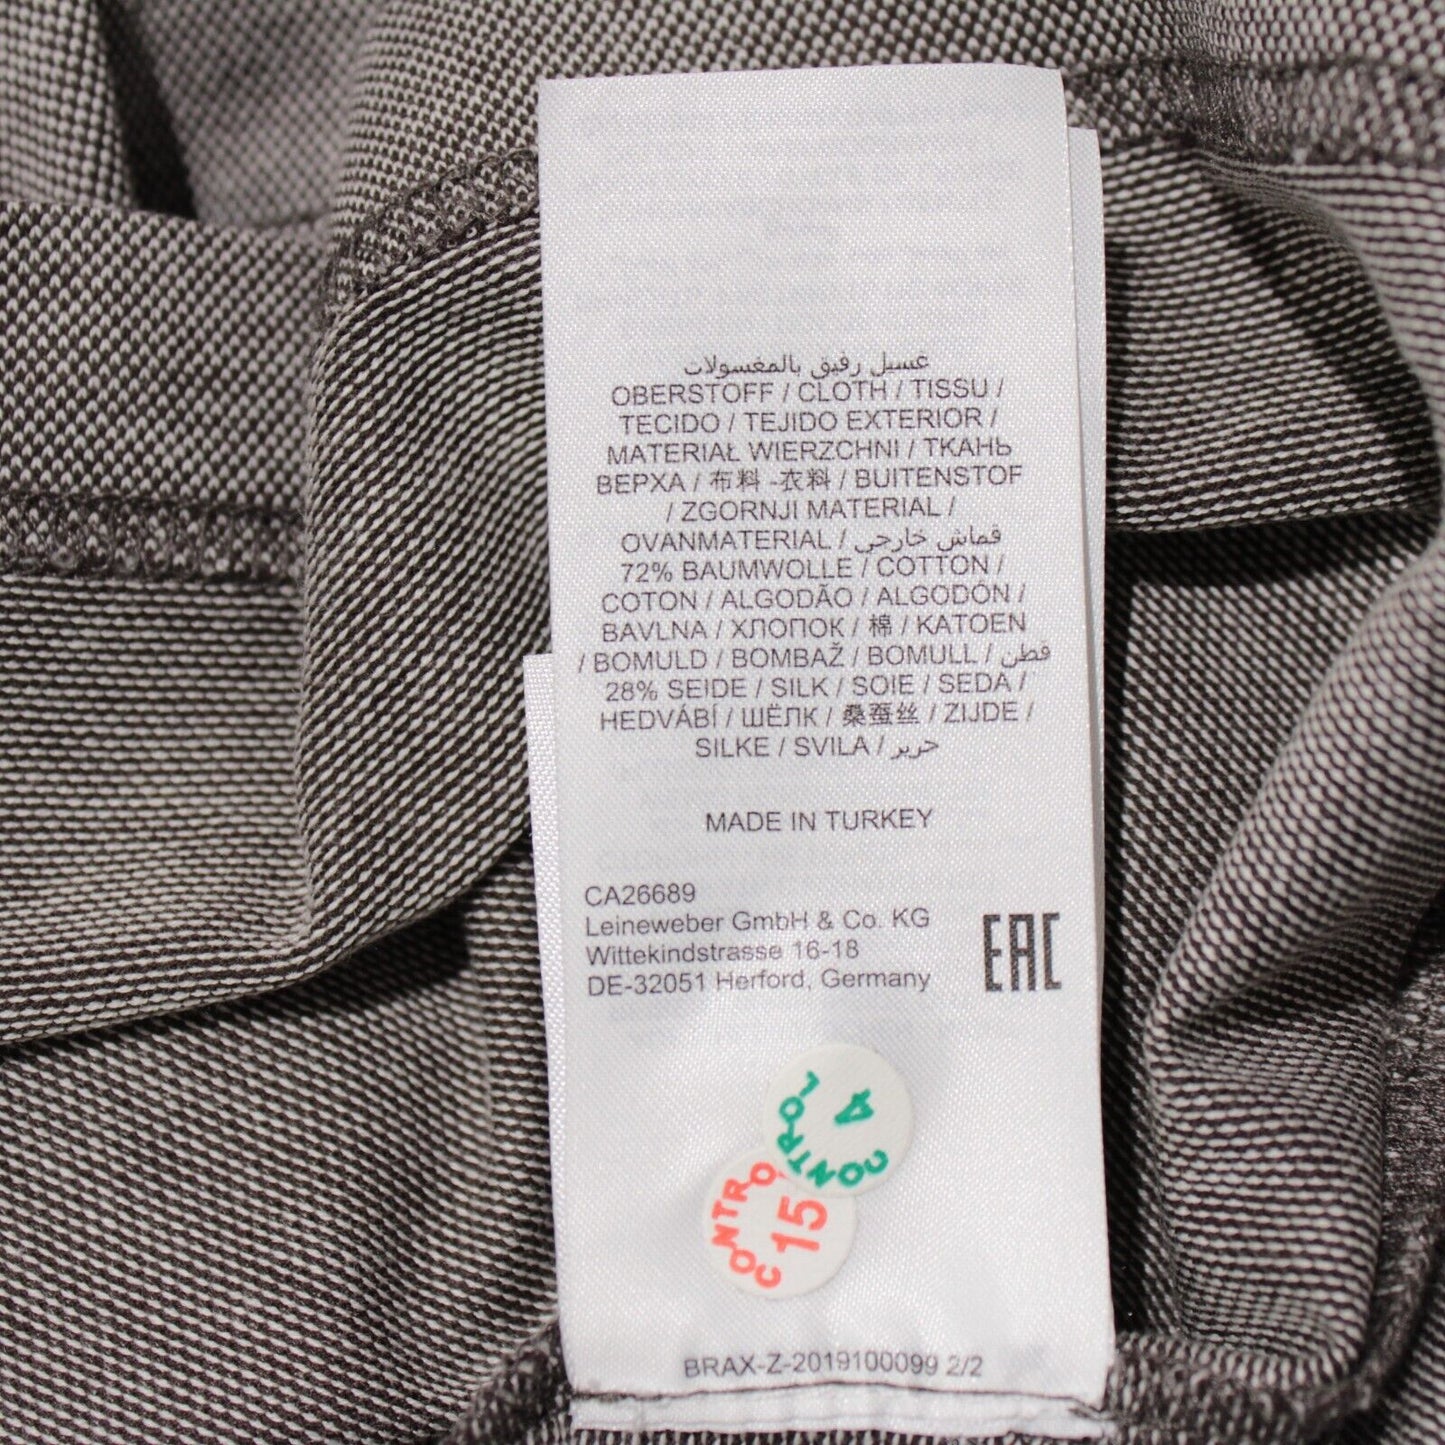 غسيل رفيق بالمغسولات
OBERSTOFF / CLOTH / TISSU /
TECIDO / TEJIDO EXTERIOR /
MATERIAŁ WIERZCHNI / ТКАНЬ
ВЕРХА / 布料 -衣料 / BUITENSTOF
/ ZGORNJI MATERIAL /
OVANMATERIAL / قماش خارجي
72% BAUMWOLLE / COTTON /
COTON / ALGODÃO / ALGODÓN /
BAVLNA / ХЛОПОК / 棉 / KATOEN
/ BOMULD / BOMBAŽ / BOMULL / قطن
28% SEIDE / SILK / SOIE / SEDA /
HEDVÁBÍ / ШЁЛК / 桑蚕丝 / ZIJDE /
SILKE / SVILA / حرير
MADE IN TURKEY
CA26689
Leineweber GmbH & Co. KG
Wittekindstrasse 16-18
DE-32051 Herford, Germany
EAC
CONTROL
4
CONTRO
15
BRAX-Z-2019100099 2/2